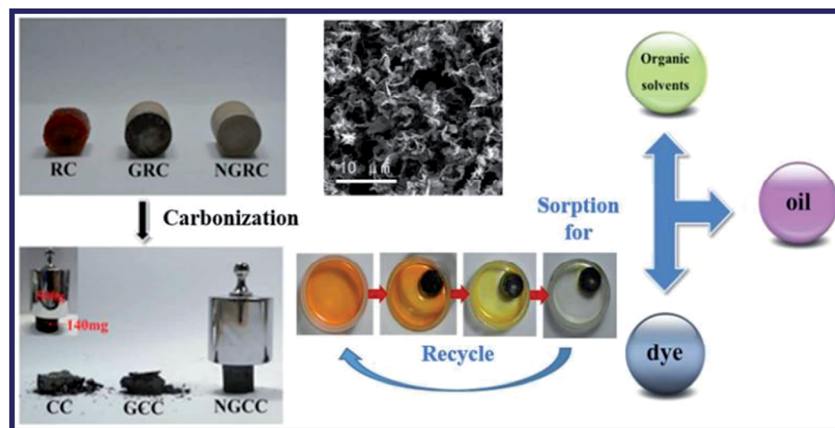 RC
GRC
NGRC
10 μm
Organic
solvents
Carbonization
Sorption
for
oil
140mg
Recycle
dye
CC
GCC
NGCC